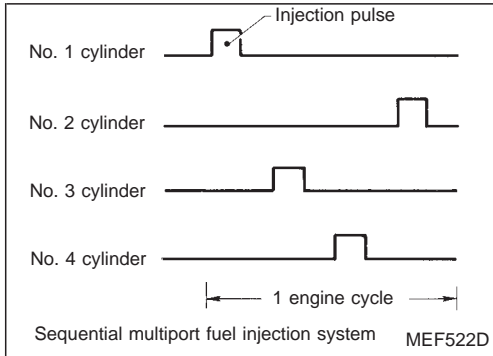 Injection pulse
No. 1 cylinder
No. 2 cylinder
No. 3 cylinder
No. 4 cylinder
1 engine cycle
Sequential multiport fuel injection system
MEF522D